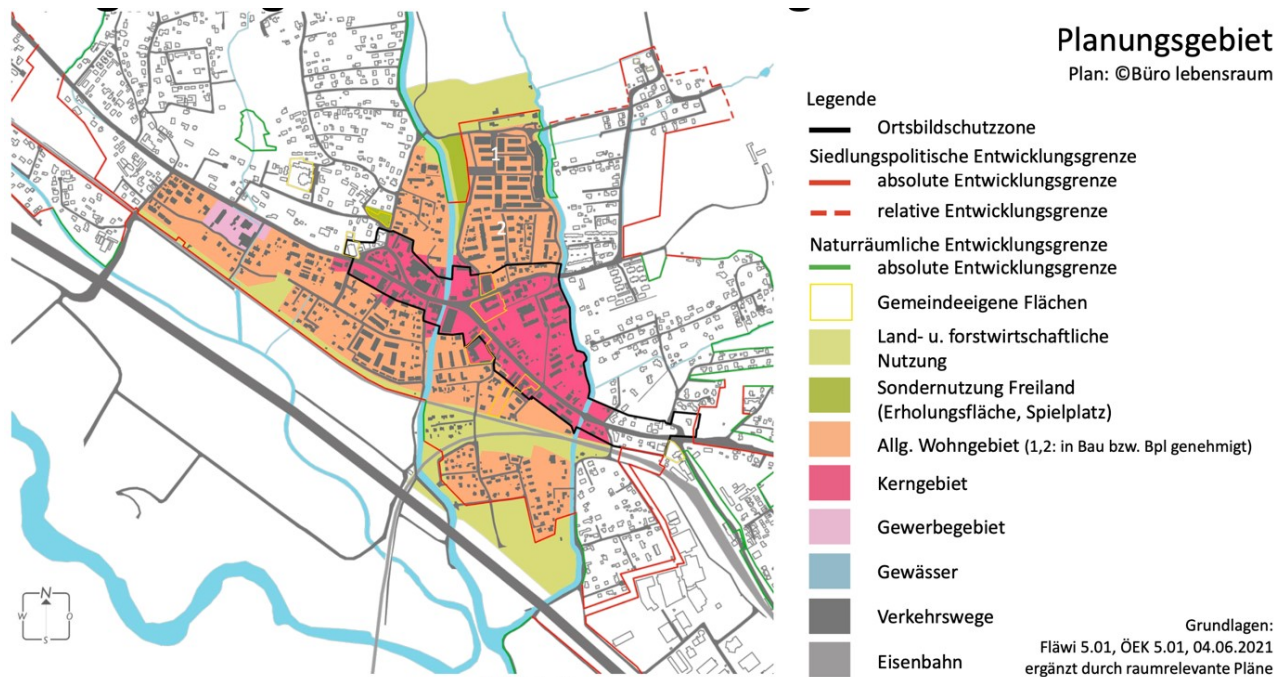 Planungsgebiet
Plan: ©Büro lebensraum
Legende
Ortsbildschutzzone
Siedlungspolitische Entwicklungsgrenze
absolute Entwicklungsgrenze
relative Entwicklungsgrenze
Naturräumliche Entwicklungsgrenze
absolute Entwicklungsgrenze
Gemeindeeigene Flächen
Land- u. forstwirtschaftliche
Nutzung
Sondernutzung Freiland
(Erholungsfläche, Spielplatz)
Allg. Wohngebiet (1,2: in Bau bzw. Bpl genehmigt)
Kerngebiet
Gewerbegebiet
Gewässer
Verkehrswege
Eisenbahn
Grundlagen:
Fläwi 5.01, ÖEK 5.01, 04.06.2021
ergänzt durch raumrelevante Pläne
1
2
N
W O
S